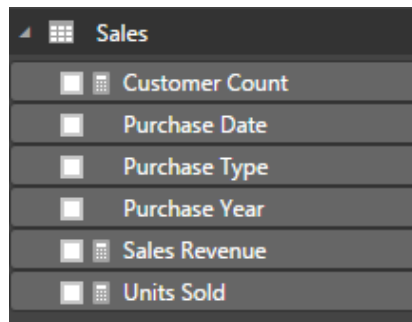 Sales
Customer Count
Purchase Date
Purchase Type
Purchase Year
Sales Revenue
Units Sold